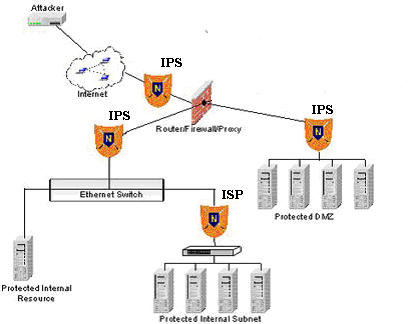 Attacker
IPS
Internet
IPS
IPS
Router/Firewall/Proxy
Ethernet Switch
ISP
Protected DMZ
Protected Internal
Resource
Protected Internal Subnet
N
N
N
N